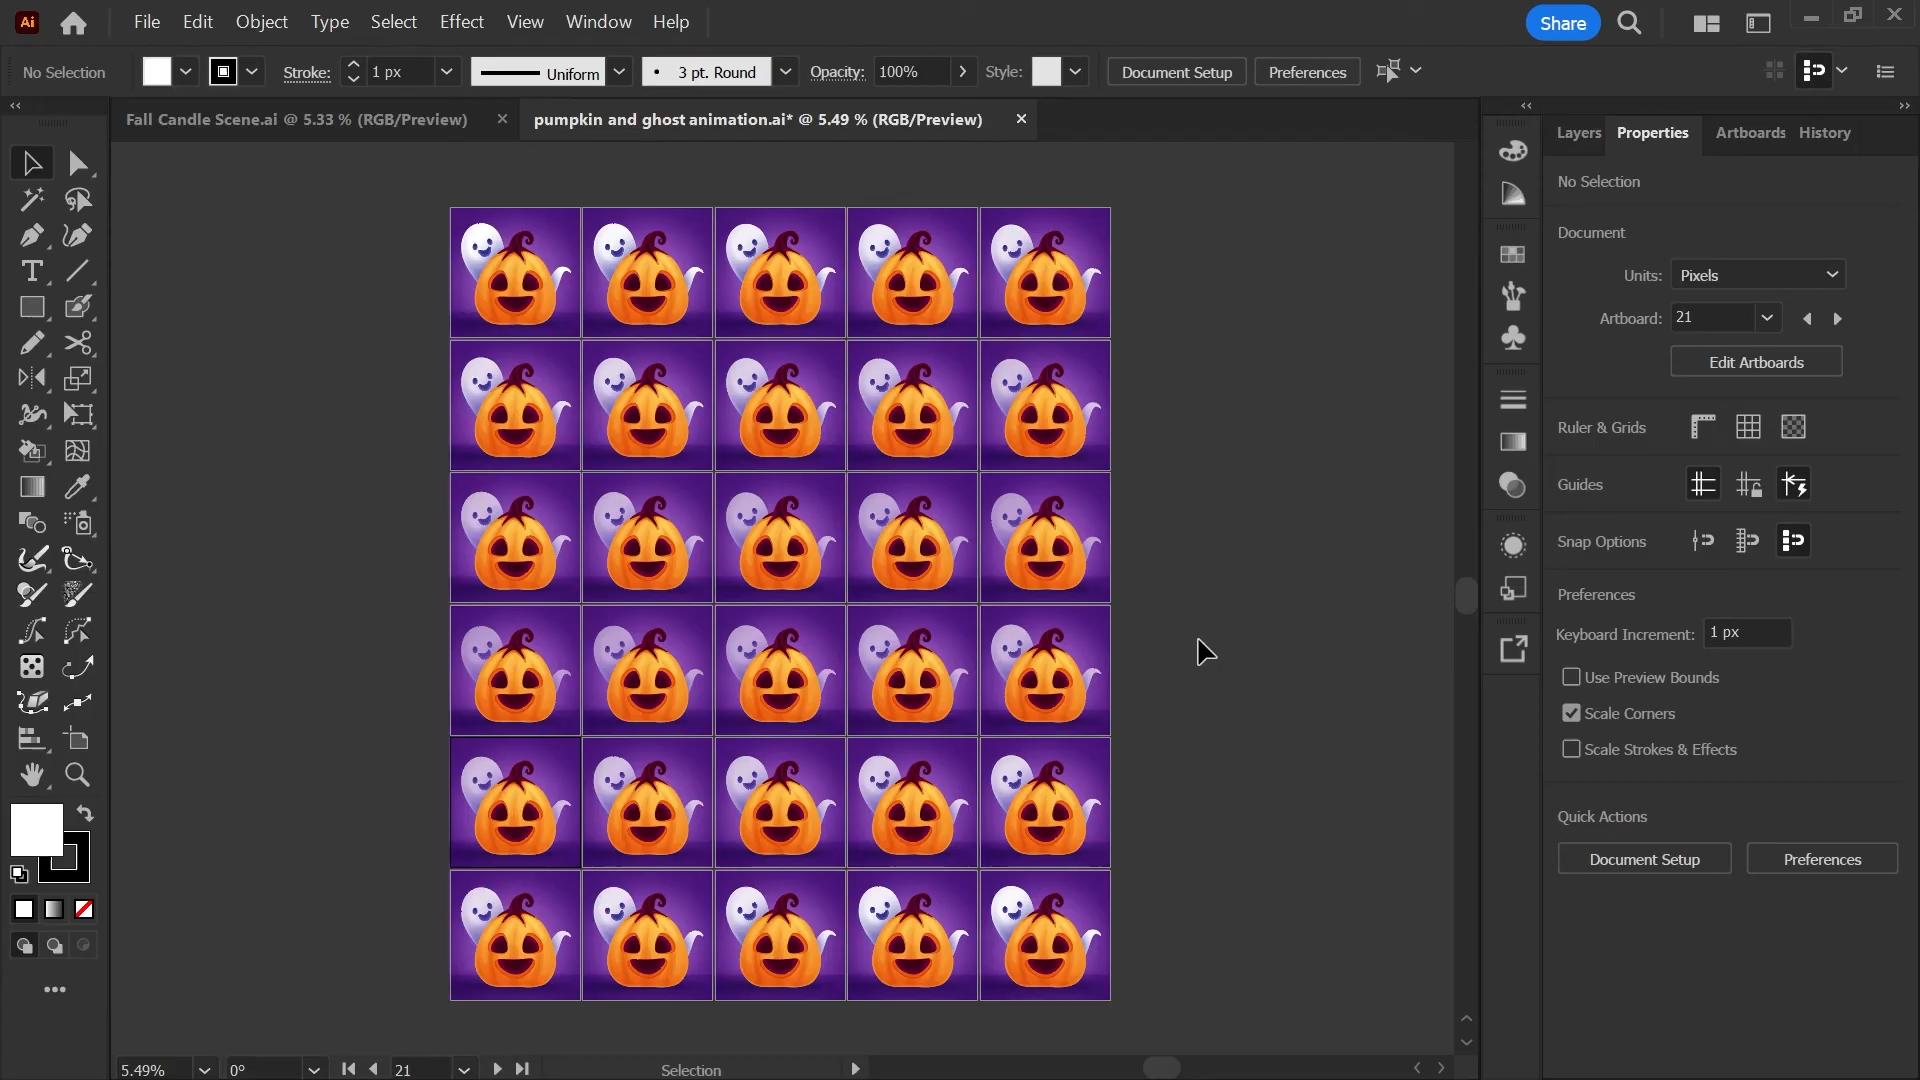 Ai File Edit Object Type Select Effect View Window Help Share
No Selection Stroke: 1 px Uniform 3 pt. Round Opacity: 100% Style: Document Setup Preferences
Fall Candle Scene.ai @ 5.33 % (RGB/Preview) pumpkin and ghost animation.ai* @ 5.49 % (RGB/Preview)
Layers Properties Artboards History
No Selection
Document
Units: Pixels
Artboard: 21
Edit Artboards
Ruler & Grids
Guides
Snap Options
Preferences
Keyboard Increment: 1 px
Use Preview Bounds
Scale Corners
Scale Strokes & Effects
Quick Actions
Document Setup Preferences
5.49% 0° 21 Selection